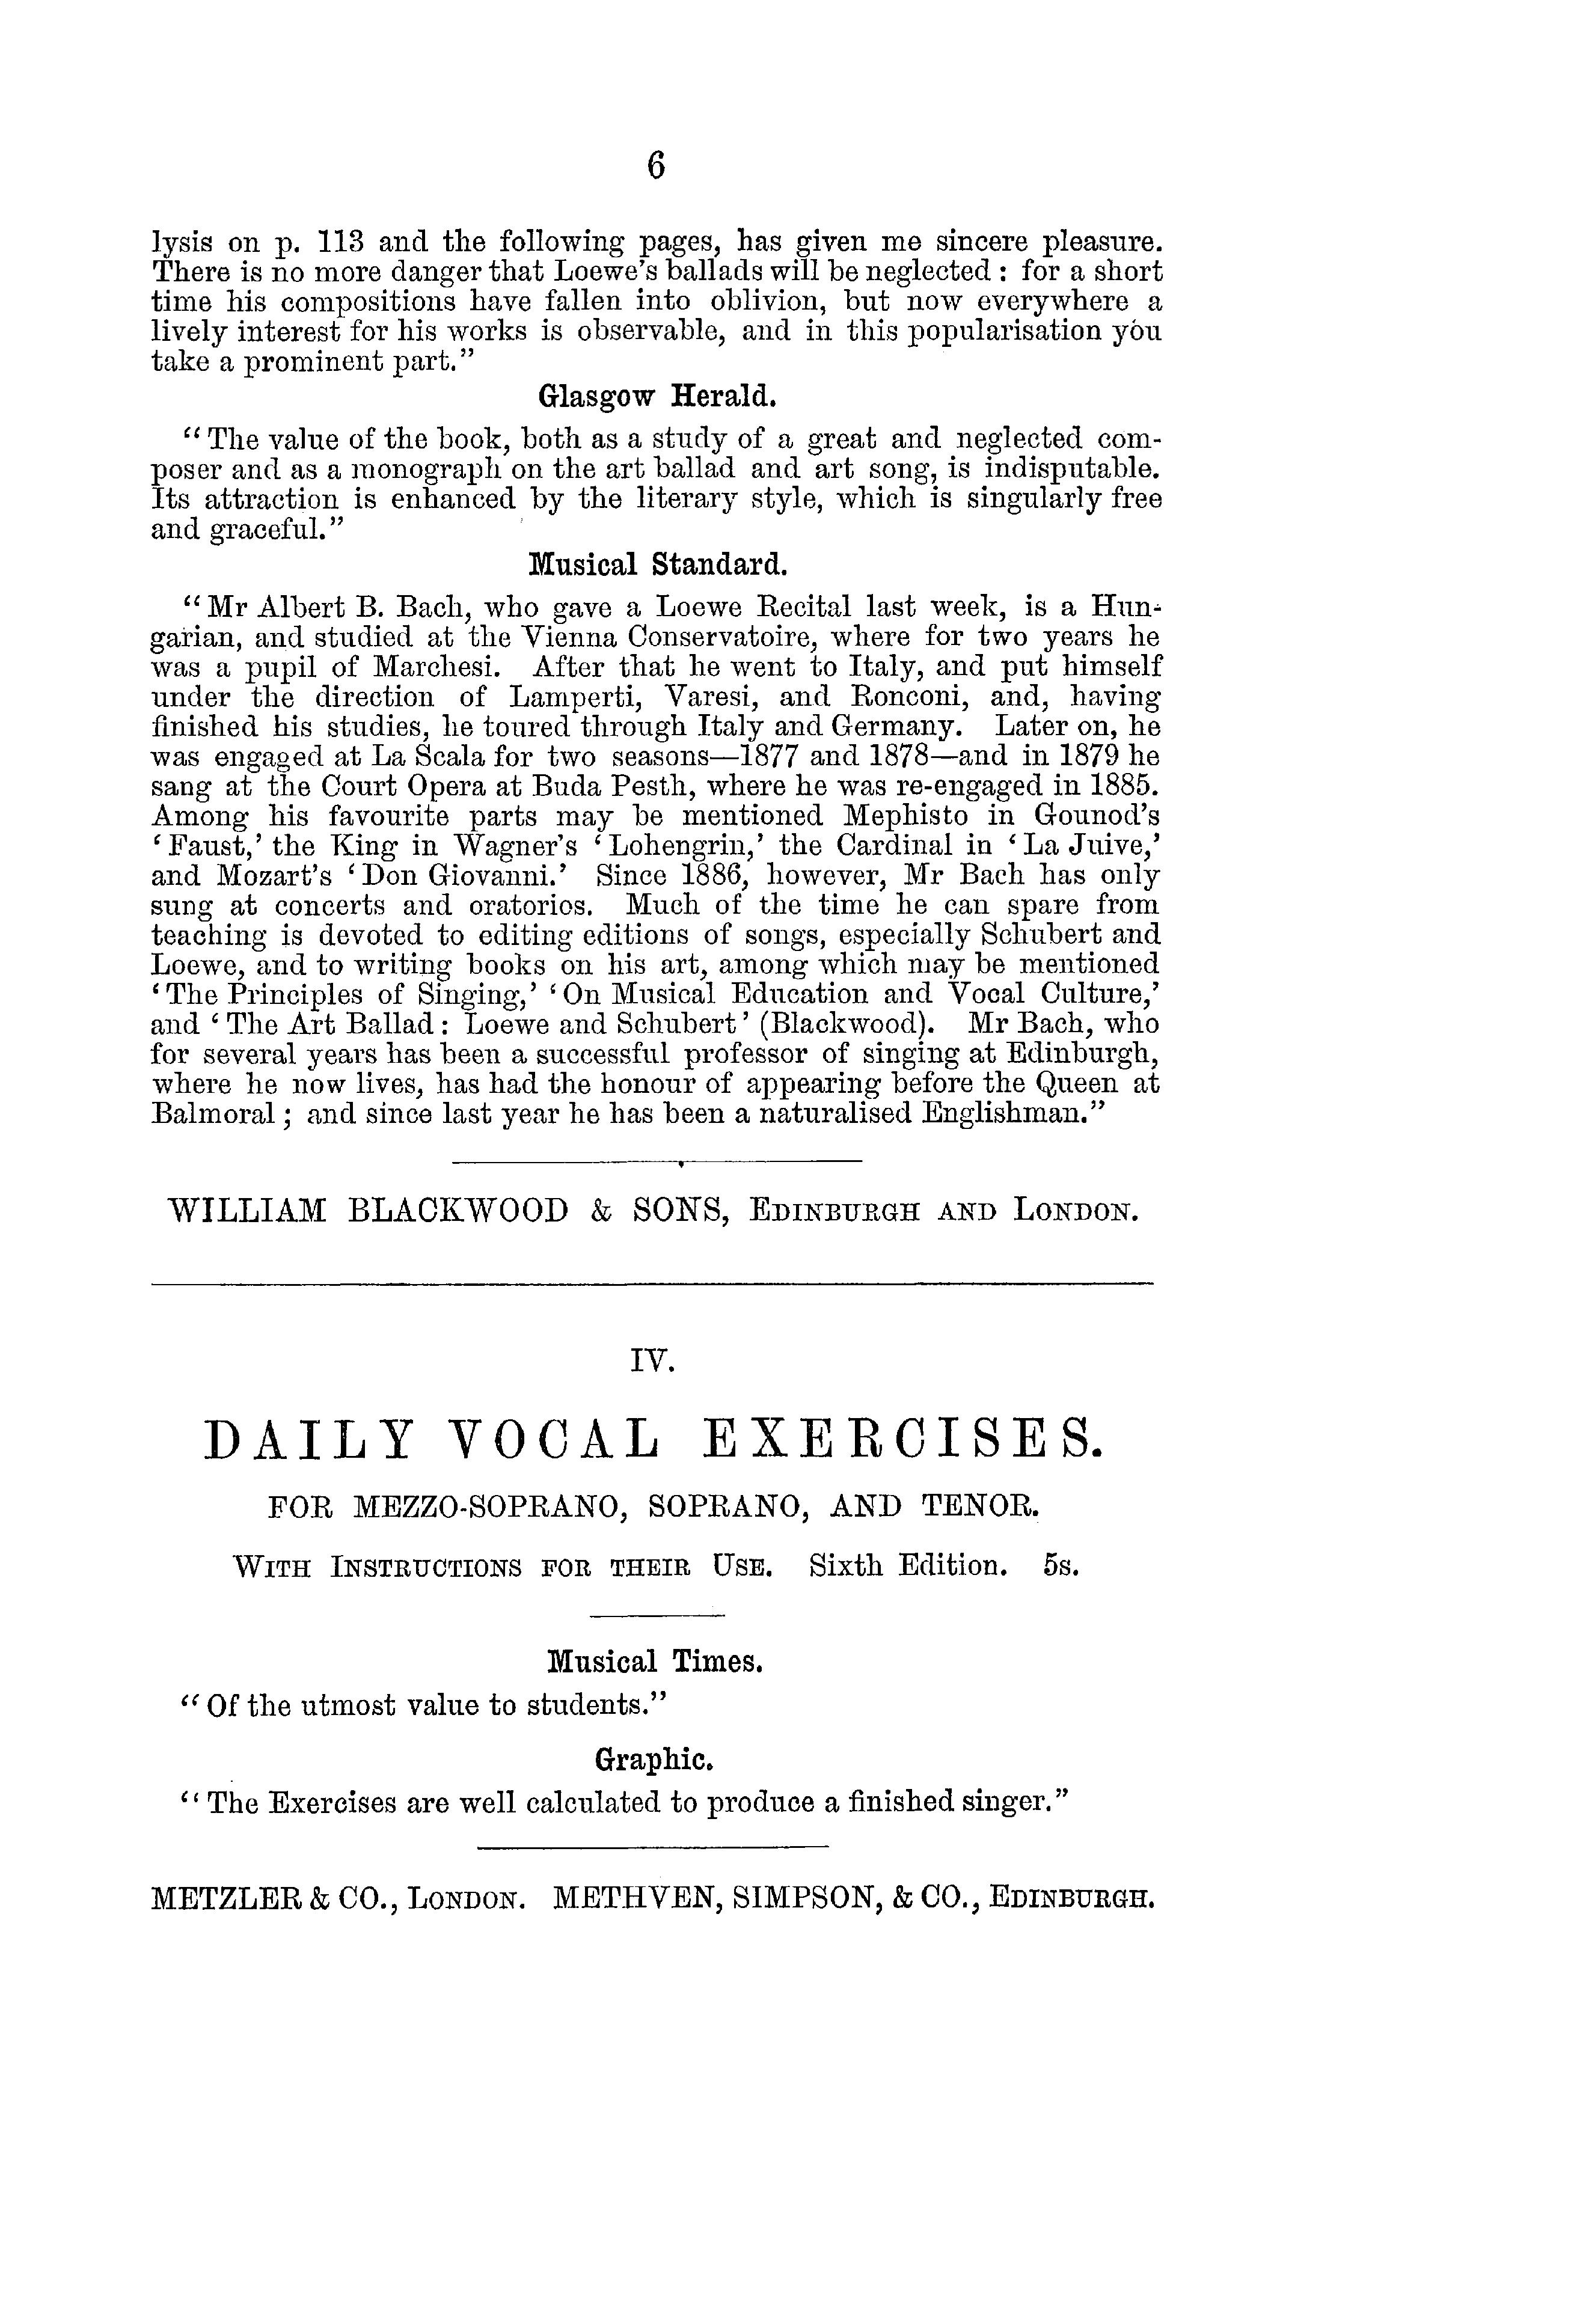 6
lysis on p. 113 and the following pages, has given me sincere pleasure.
There is no more danger that Loewe's ballads will be neglected : for a short
time his compositions have fallen into oblivion, but now everywhere a
lively interest for his works is observable, and in this popularisation you
take a prominent part.”
Glasgow Herald.
“The value of the book, both as a study of a great and neglected com-
poser and as a monograph on the art ballad and art song, is indisputable.
Its attraction is enhanced by the literary style, which is singularly free
and graceful.”
Musical Standard.
“Mr Albert B. Bach, who gave a Loewe Recital last week, is a Hun-
garian, and studied at the Vienna Conservatoire, where for two years he
was a pupil of Marchesi. After that he went to Italy, and put himself
under the direction of Lamperti, Varesi, and Ronconi, and, having
finished his studies, he toured through Italy and Germany. Later on, he
was engaged at La Scala for two seasons—1877 and 1878—and in 1879 he
sang at the Court Opera at Buda Pesth, where he was re-engaged in 1885.
Among his favourite parts may be mentioned Mephisto in Gounod's
‘Faust,’ the King in Wagner's ‘Lohengrin,’ the Cardinal in ‘La Juive,’
and Mozart's ‘Don Giovanni.’ Since 1886, however, Mr Bach has only
sung at concerts and oratorios. Much of the time he can spare from
teaching is devoted to editing editions of songs, especially Schubert and
Loewe, and to writing books on his art, among which may be mentioned
‘The Principles of Singing,’ ‘On Musical Education and Vocal Culture,’
and ‘The Art Ballad : Loewe and Schubert’ (Blackwood). Mr Bach, who
for several years has been a successful professor of singing at Edinburgh,
where he now lives, has had the honour of appearing before the Queen at
Balmoral ; and since last year he has been a naturalised Englishman.”
WILLIAM BLACKWOOD & SONS, EDINBURGH AND LONDON.
IV.
DAILY VOCAL EXERCISES.
FOR MEZZO-SOPRANO, SOPRANO, AND TENOR.
WITH INSTRUCTIONS FOR THEIR USE. Sixth Edition. 5s.
Musical Times.
“Of the utmost value to students.”
Graphic.
“The Exercises are well calculated to produce a finished singer.”
METZLER & CO., LONDON. METHVEN, SIMPSON, & CO., EDINBURGH.